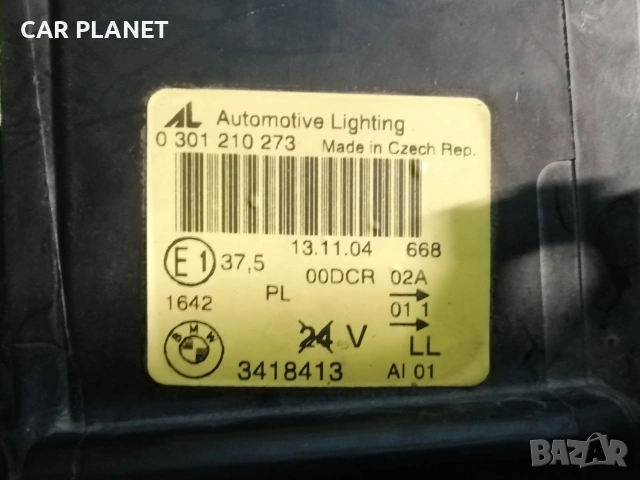 CAR PLANET
AL Automotive Lighting
0 301 210 273 Made in Czech Rep.
13.11.04 668
E1 37,5 00DCR 02A
PL
1642 01 1
BMW 24 V LL
3418413 AI 01
BAZAR